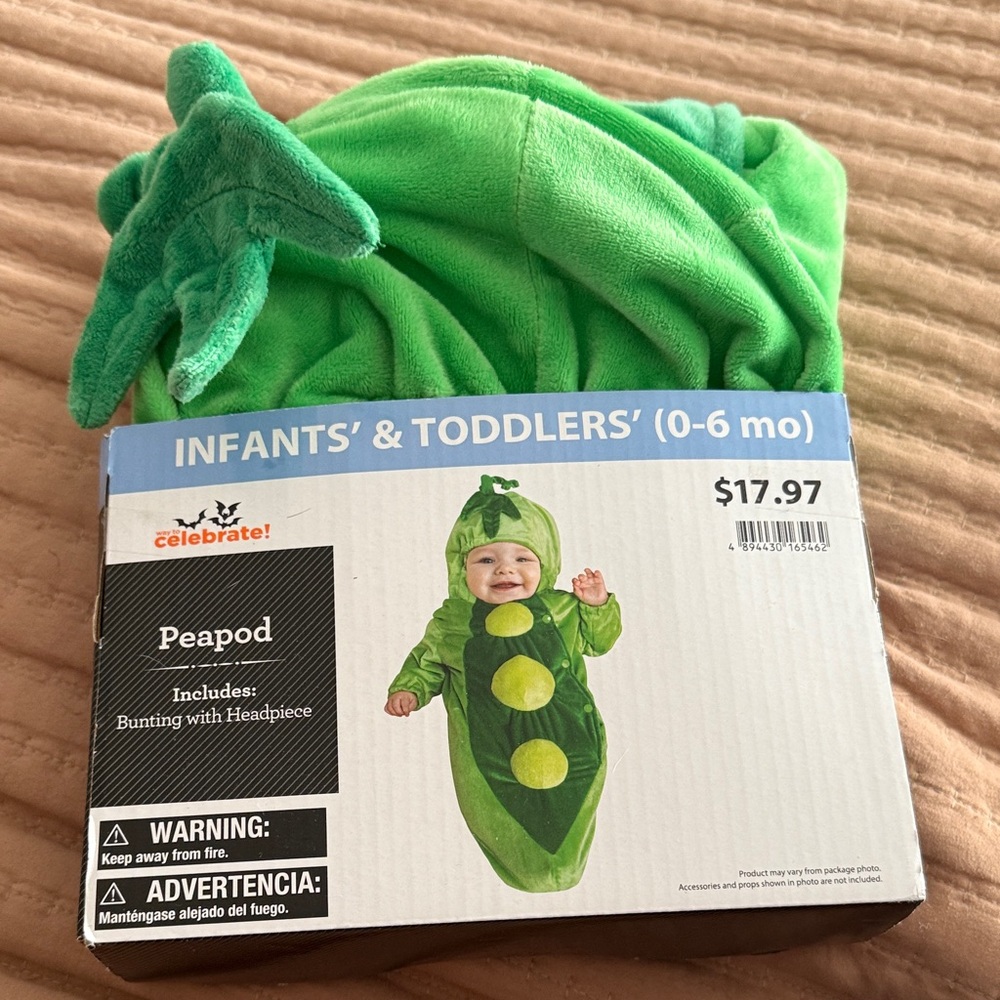 INFANTS’ & TODDLERS’ (0-6 mo)
$17.97
4 894430 165462
way to
celebrate!
Peapod
Includes:
Bunting with Headpiece
WARNING:
Keep away from fire.
ADVERTENCIA:
Manténgase alejado del fuego.
Product may vary from package photo.
Accessories and props shown in photo are not included.